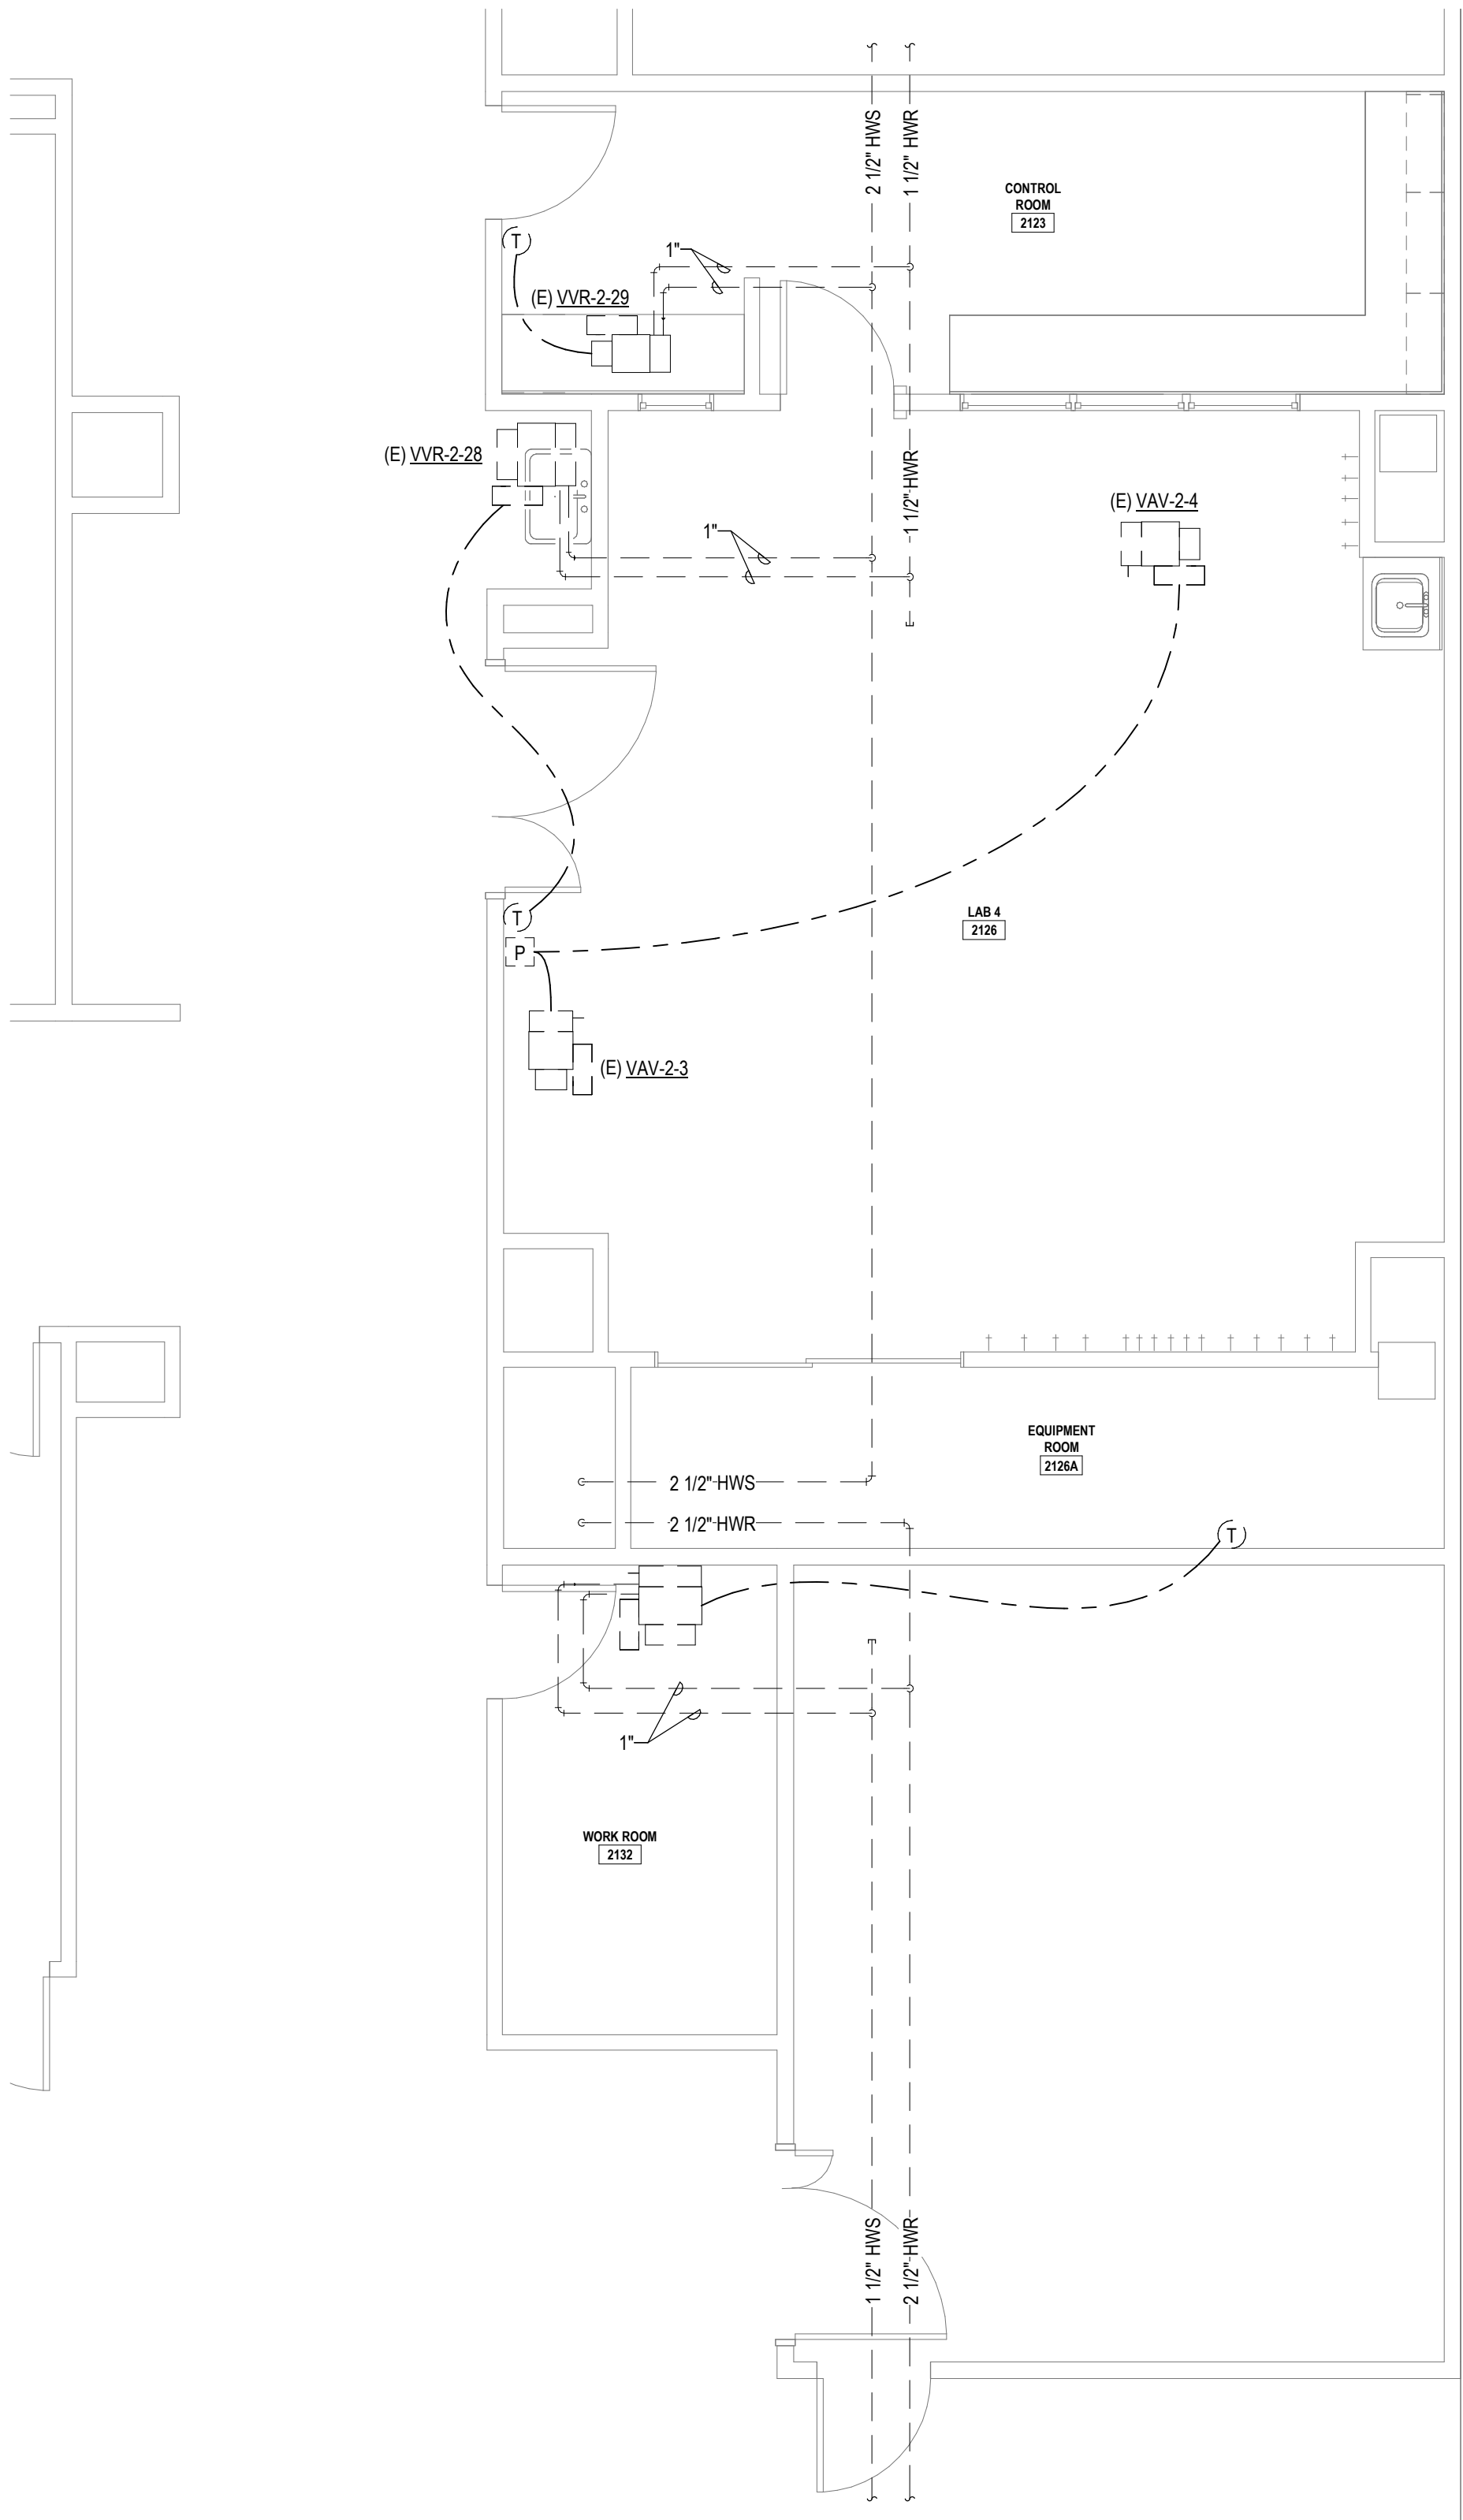 2 1/2" HWS
1 1/2" HWR
CONTROL
ROOM
2123
T
1"
(E) VVR-2-29
(E) VVR-2-28
1 1/2" HWR
(E) VAV-2-4
1"
LAB 4
2126
T
P
(E) VAV-2-3
EQUIPMENT
ROOM
2126A
2 1/2" HWS
2 1/2" HWR
T
1"
WORK ROOM
2132
1 1/2" HWS
2 1/2" HWR